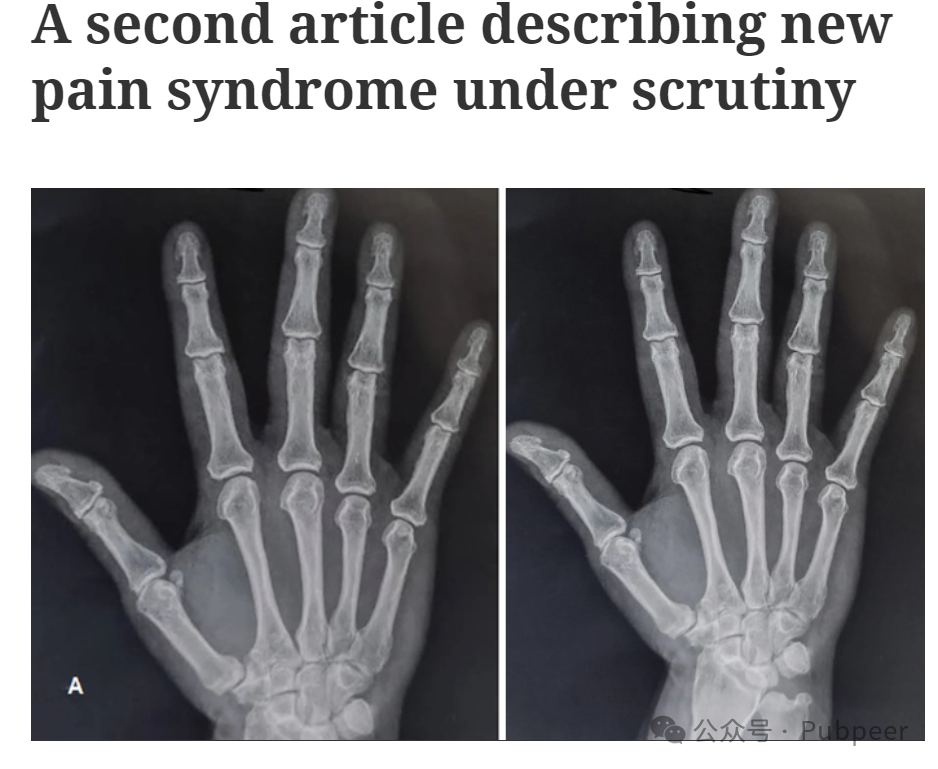 A second article describing new
pain syndrome under scrutiny
A
公众号 · Pubpeer